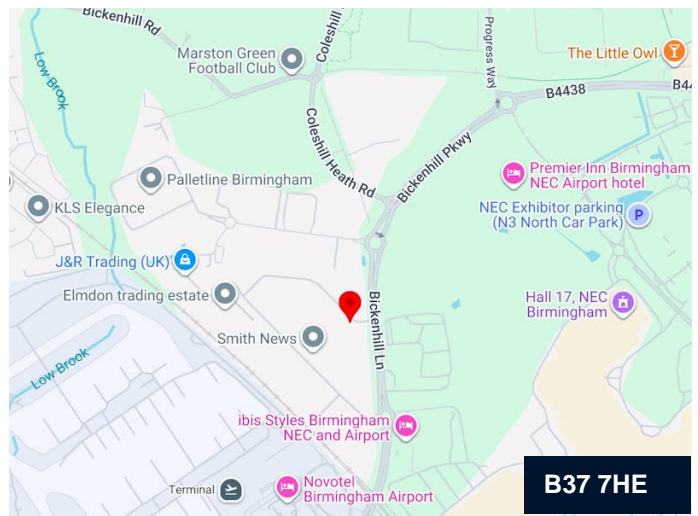 Bickenhill Rd
Marston Green
Football Club
Coleshill
Progress Way
The Little Owl
Low Brook
B4438
B44
Coleshill Heath Rd
Bickenhill Pkwy
Palletline Birmingham
Premier Inn Birmingham
NEC Airport hotel
KLS Elegance
NEC Exhibitor parking
(N3 North Car Park)
P
J&R Trading (UK)
Elmdon trading estate
Bickenhill Ln
Hall 17, NEC
Birmingham
Smith News
Low Brook
ibis Styles Birmingham
NEC and Airport
Terminal
Novotel
Birmingham Airport
B37 7HE